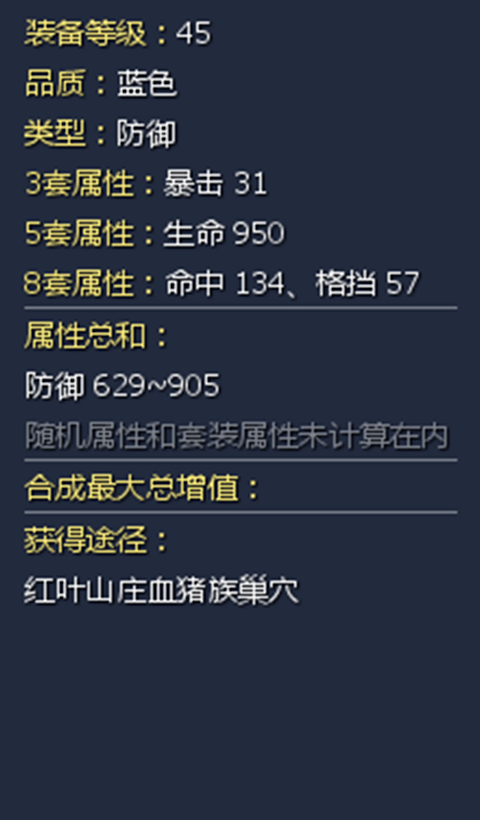 装备等级：45
品质：蓝色
类型：防御
3套属性：暴击 31
5套属性：生命 950
8套属性：命中 134、格挡 57
属性总和：
防御 629~905
随机属性和套装属性未计算在内
合成最大总增值：
获得途径：
红叶山庄血猪族巢穴